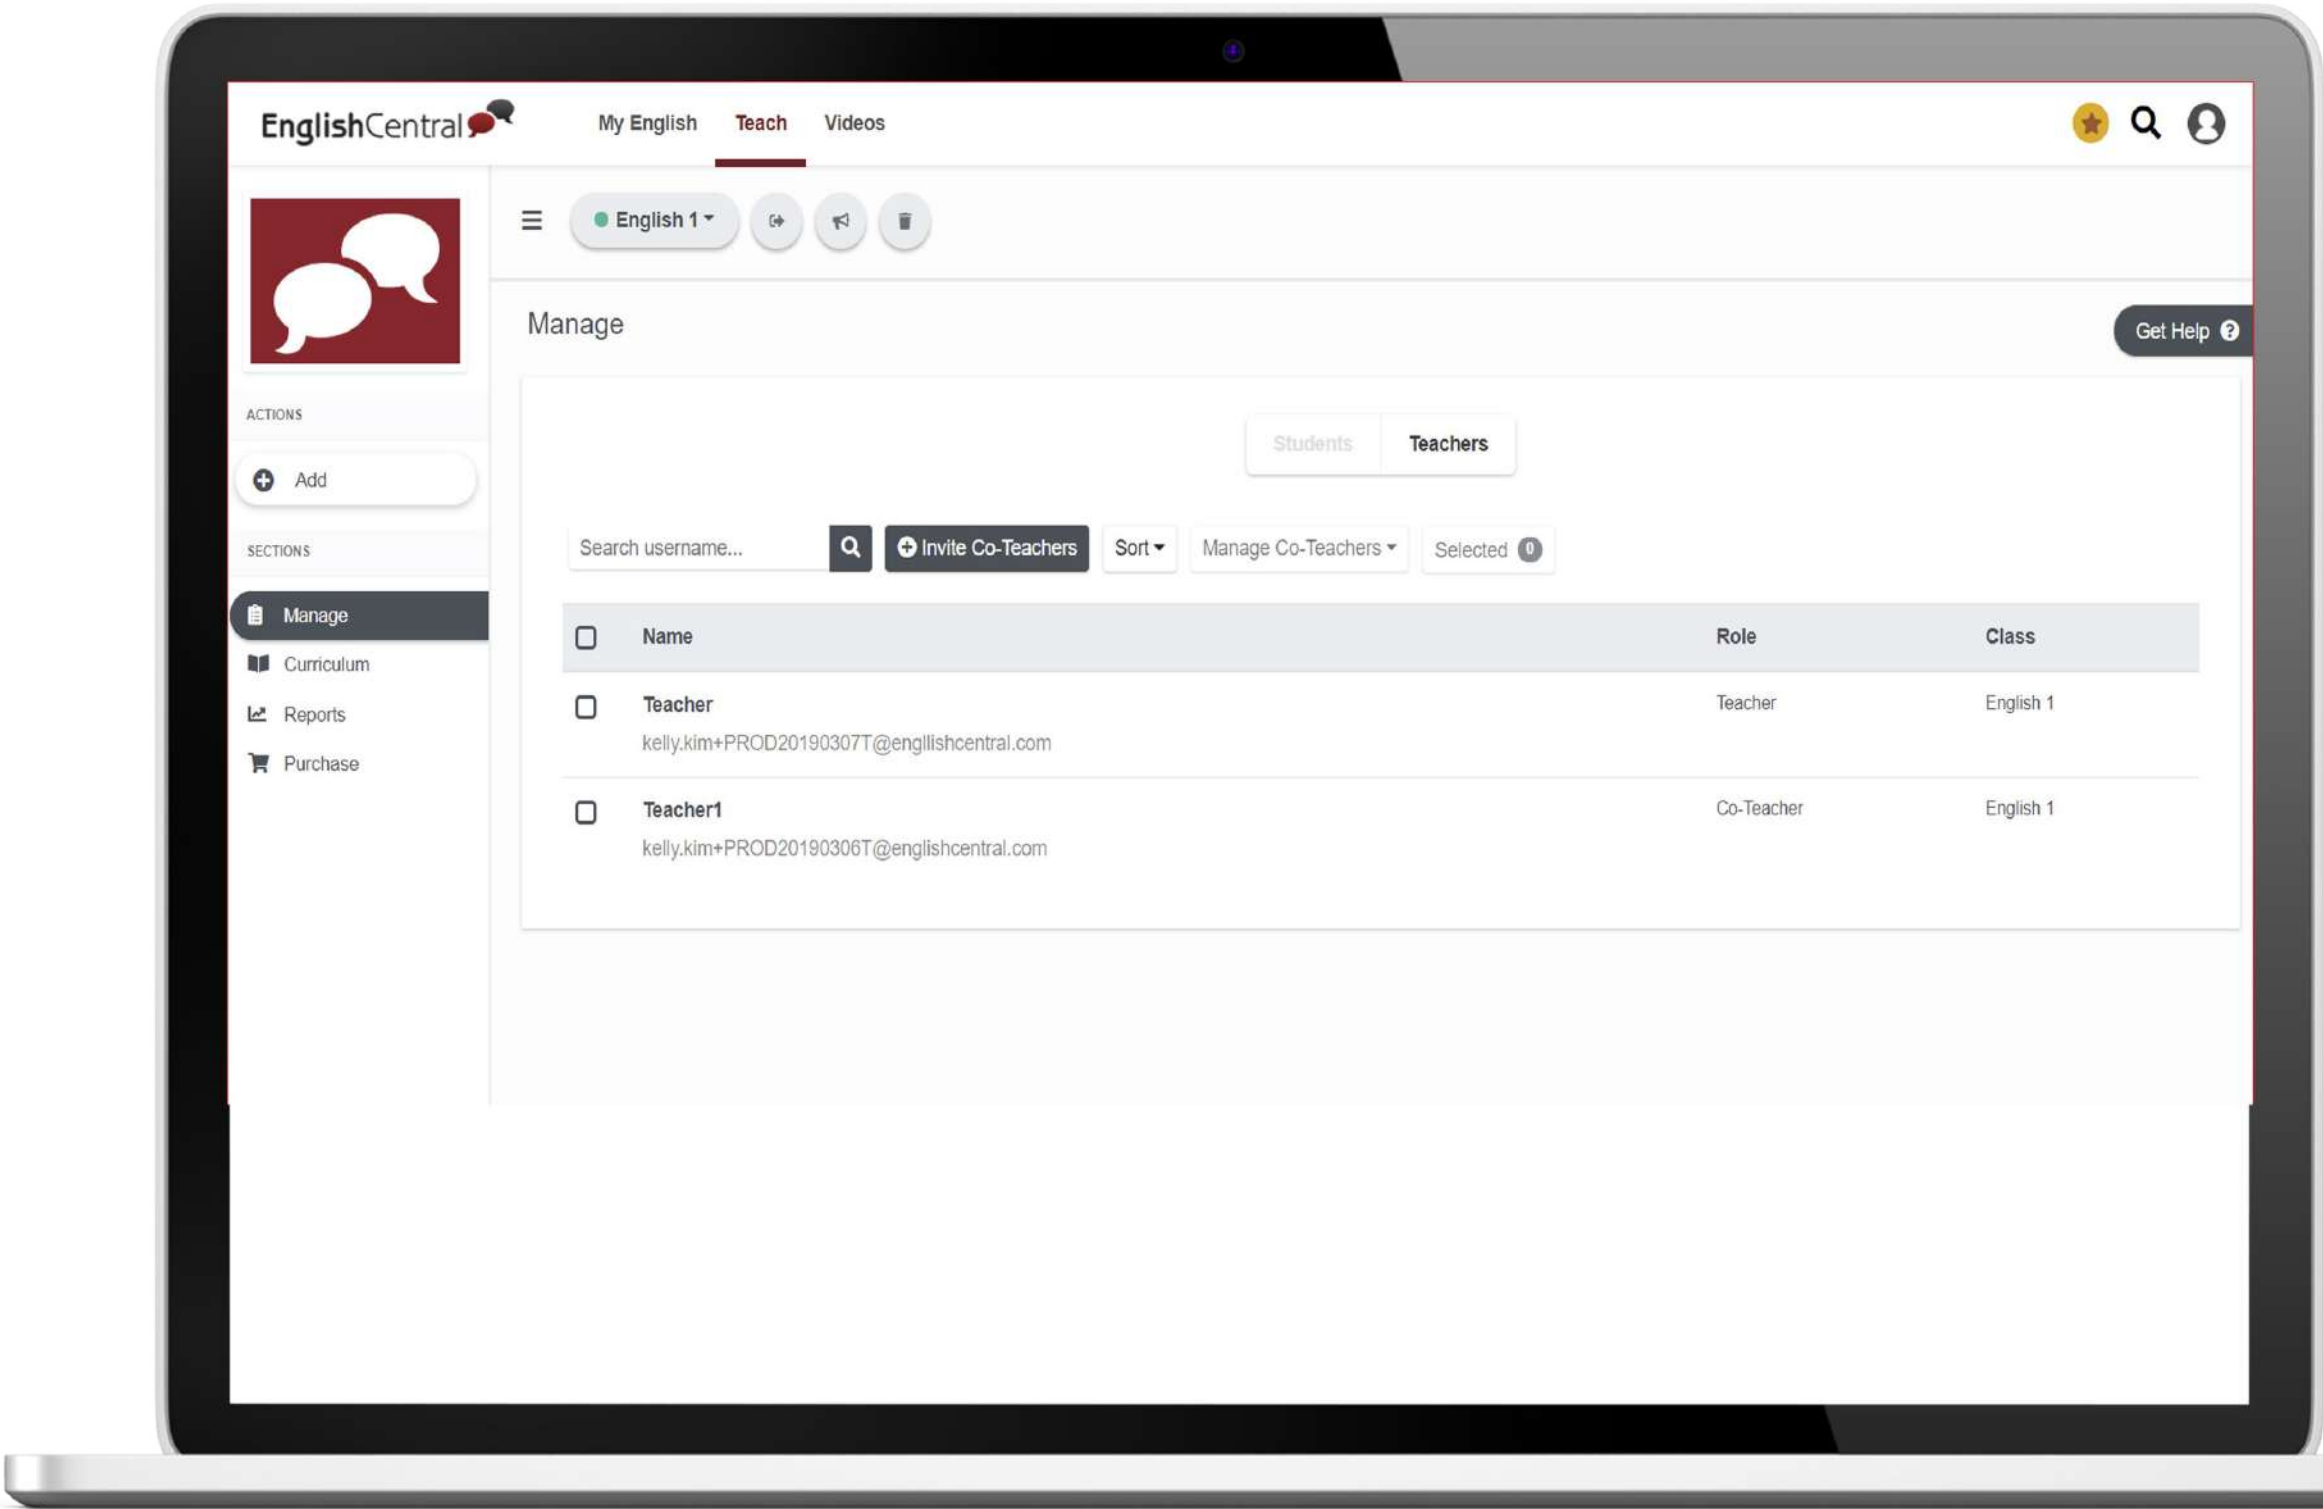 EnglishCentral My English Teach Videos
English 1
Manage
Get Help ?
ACTIONS
Students Teachers
Add
SECTIONS
Search username... Invite Co-Teachers Sort Manage Co-Teachers Selected 0
Manage
Name Role Class
Curriculum
Teacher Teacher English 1
Reports
kelly.kim+PROD20190307T@engllishcentral.com
Purchase
Teacher1 Co-Teacher English 1
kelly.kim+PROD20190306T@englishcentral.com